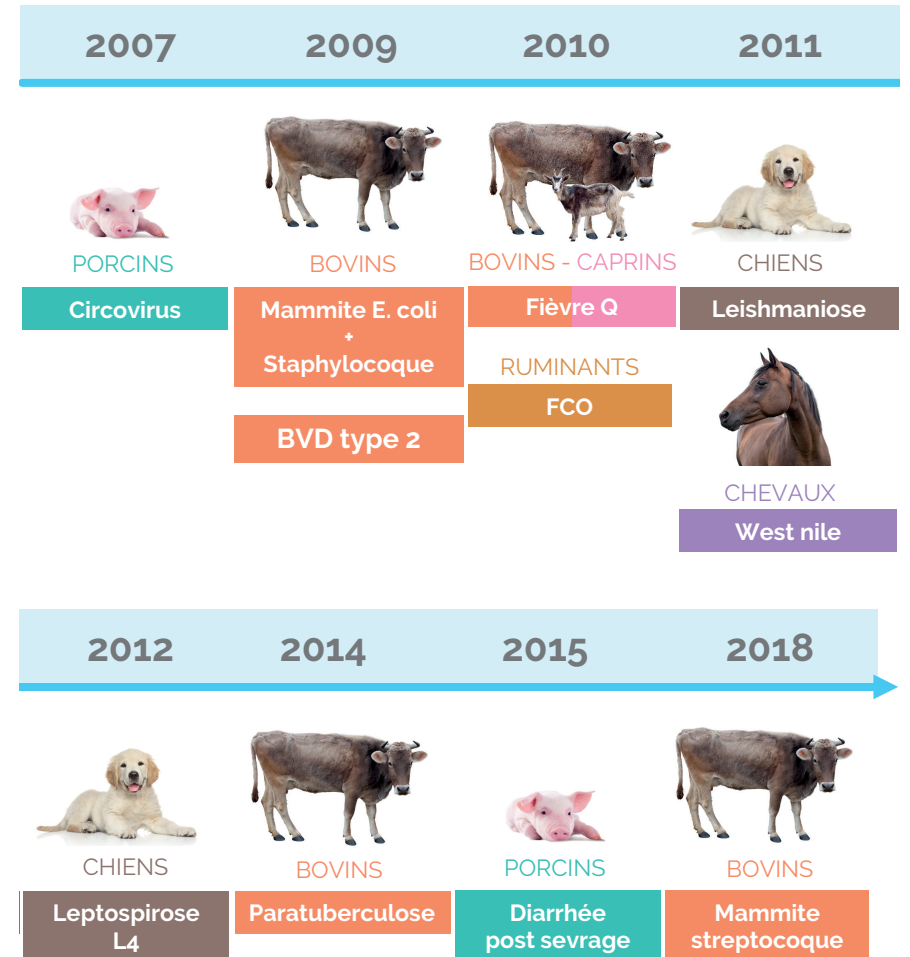 2007
2009
2010
2011
PORCINS
Circovirus
BOVINS
Mammite E. coli
+
Staphylocoque
BVD type 2
BOVINS - CAPRINS
Fièvre Q
RUMINANTS
FCO
CHIENS
Leishmaniose
CHEVAUX
West nile
2012
2014
2015
2018
CHIENS
Leptospirose
L4
BOVINS
Paratuberculose
PORCINS
Diarrhée
post sevrage
BOVINS
Mammite
streptocoque